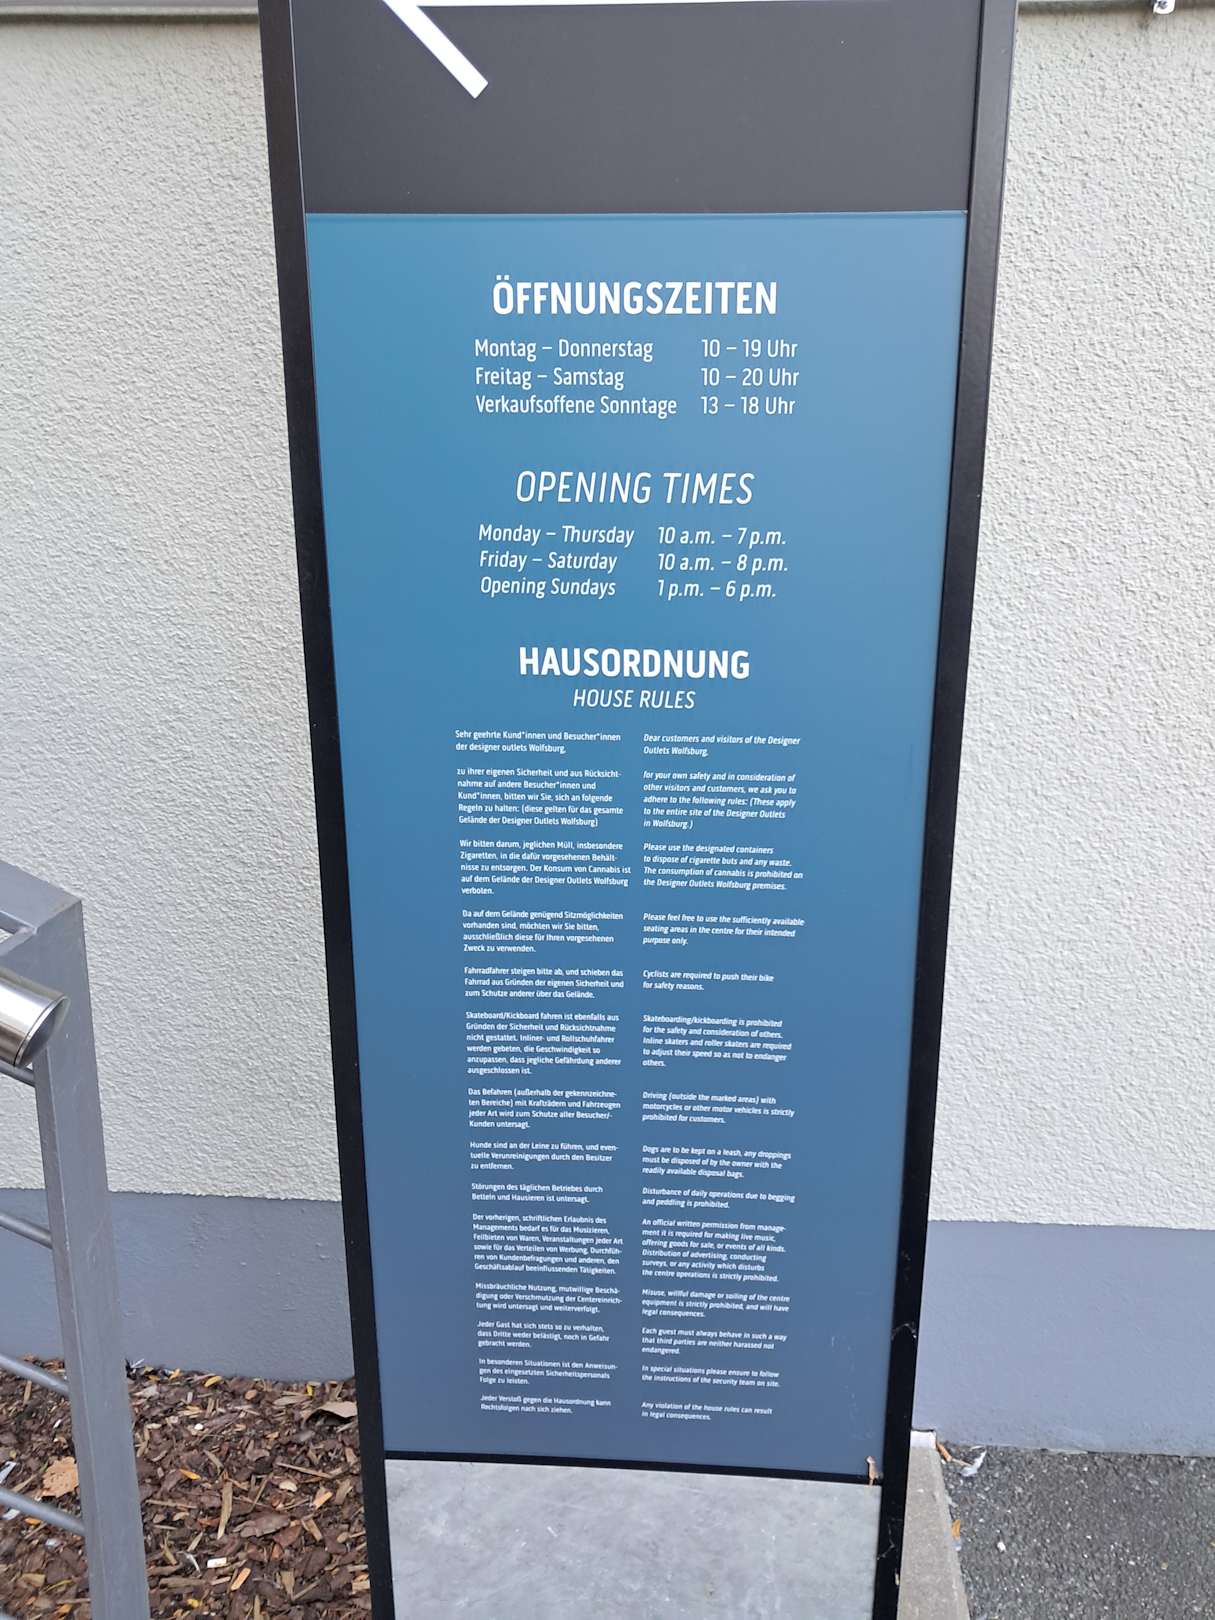 ÖFFNUNGSZEITEN
Montag – Donnerstag 10 – 19 Uhr
Freitag – Samstag 10 – 20 Uhr
Verkaufsoffene Sonntage 13 – 18 Uhr
OPENING TIMES
Monday – Thursday 10 a.m. – 7 p.m.
Friday – Saturday 10 a.m. – 8 p.m.
Opening Sundays 1 p.m. – 6 p.m.
HAUSORDNUNG
HOUSE RULES
Sehr geehrte Kund*innen und Besucher*innen
der designer outlets Wolfsburg,
zu Ihrer eigenen Sicherheit und aus Rücksicht-
nahme auf andere Besucher*innen und
Kund*innen, bitten wir Sie, sich an folgende
Regeln zu halten: (diese gelten für das gesamte
Gelände der Designer Outlets Wolfsburg)
Wir bitten darum, jeglichen Müll, insbesondere
Zigaretten, in die dafür vorgesehenen Behält-
nisse zu entsorgen. Der Konsum von Cannabis ist
auf dem Gelände der Designer Outlets Wolfsburg
verboten.
Da auf dem Gelände genügend Sitzmöglichkeiten
vorhanden sind, möchten wir Sie bitten,
ausschließlich diese für Ihren vorgesehenen
Zweck zu verwenden.
Fahrradfahrer steigen bitte ab, und schieben das
Fahrrad aus Gründen der eigenen Sicherheit und
zum Schutze anderer über das Gelände.
Skateboard/Kickboard fahren ist ebenfalls aus
Gründen der Sicherheit und Rücksichtnahme
nicht gestattet. Inliner- und Rollschuhfahrer
werden gebeten, die Geschwindigkeit so
anzupassen, dass jegliche Gefährdung anderer
ausgeschlossen ist.
Das Befahren (außerhalb der gekennzeichne-
ten Bereiche) mit Krafträdern und Fahrzeugen
jeder Art wird zum Schutze aller Besucher/-
Kunden untersagt.
Hunde sind an der Leine zu führen, und even-
tuelle Verunreinigungen durch den Besitzer
zu entfernen.
Störungen des täglichen Betriebes durch
Betteln und Hausieren ist untersagt.
Der vorherigen, schriftlichen Erlaubnis des
Managements bedarf es für das Musizieren,
Feilbieten von Waren, Veranstaltungen jeder Art
sowie für das Verteilen von Werbung, Durchfüh-
ren von Kundenbefragungen und anderen, den
Geschäftsablauf beeinflussenden Tätigkeiten.
Missbräuchliche Nutzung, mutwillige Beschä-
digung oder Verschmutzung der Centereinrich-
tung wird untersagt und weiterverfolgt.
Jeder Gast hat sich stets so zu verhalten,
dass Dritte weder belästigt, noch in Gefahr
gebracht werden.
In besonderen Situationen ist den Anweisun-
gen des eingesetzten Sicherheitspersonals
Folge zu leisten.
Jeder Verstoß gegen die Hausordnung kann
Rechtsfolgen nach sich ziehen.
Dear customers and visitors of the Designer
Outlets Wolfsburg,
for your own safety and in consideration of
other visitors and customers, we ask you to
adhere to the following rules: (These apply
to the entire site of the Designer Outlets
in Wolfsburg.)
Please use the designated containers
to dispose of cigarette buts and any waste.
The consumption of cannabis is prohibited on
the Designer Outlets Wolfsburg premises.
Please feel free to use the sufficiently available
seating areas in the centre for their intended
purpose only.
Cyclists are required to push their bike
for safety reasons.
Skateboarding/kickboarding is prohibited
for the safety and consideration of others.
Inline skaters and roller skaters are required
to adjust their speed so as not to endanger
others.
Driving (outside the marked areas) with
motorcycles or other motor vehicles is strictly
prohibited for customers.
Dogs are to be kept on a leash, any droppings
must be disposed of by the owner with the
readily available disposal bags.
Disturbance of daily operations due to begging
and peddling is prohibited.
An official written permission from manage-
ment it is required for making live music,
offering goods for sale, or events of all kinds.
Distribution of advertising, conducting
surveys, or any activity which disturbs
the centre operations is strictly prohibited.
Misuse, willful damage or soiling of the centre
equipment is strictly prohibited, and will have
legal consequences.
Each guest must always behave in such a way
that third parties are neither harassed not
endangered.
In special situations please ensure to follow
the instructions of the security team on site.
Any violation of the house rules can result
in legal consequences.